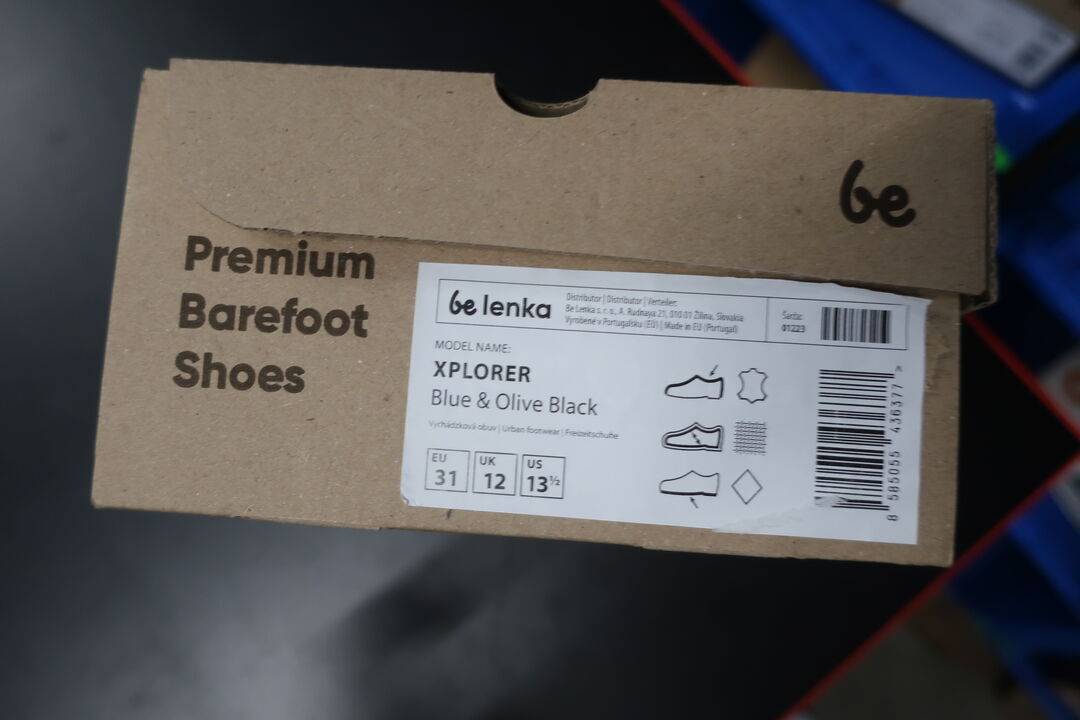 be
Premium
Barefoot
Shoes
be lenka
Distribútor | Distributor | Verteiler:
Be Lenka s. r. o., A. Rudnaya 21, 010 01 Žilina, Slovakia
Vyrobené v Portugalsku (EÚ) | Made in EU (Portugal)
Šarža:
01223
MODEL NAME:
XPLORER
Blue & Olive Black
Vychádzková obuv | Urban footwear | Freizeitschuhe
EU
31
UK
12
US
13½
8 585055 436377 >